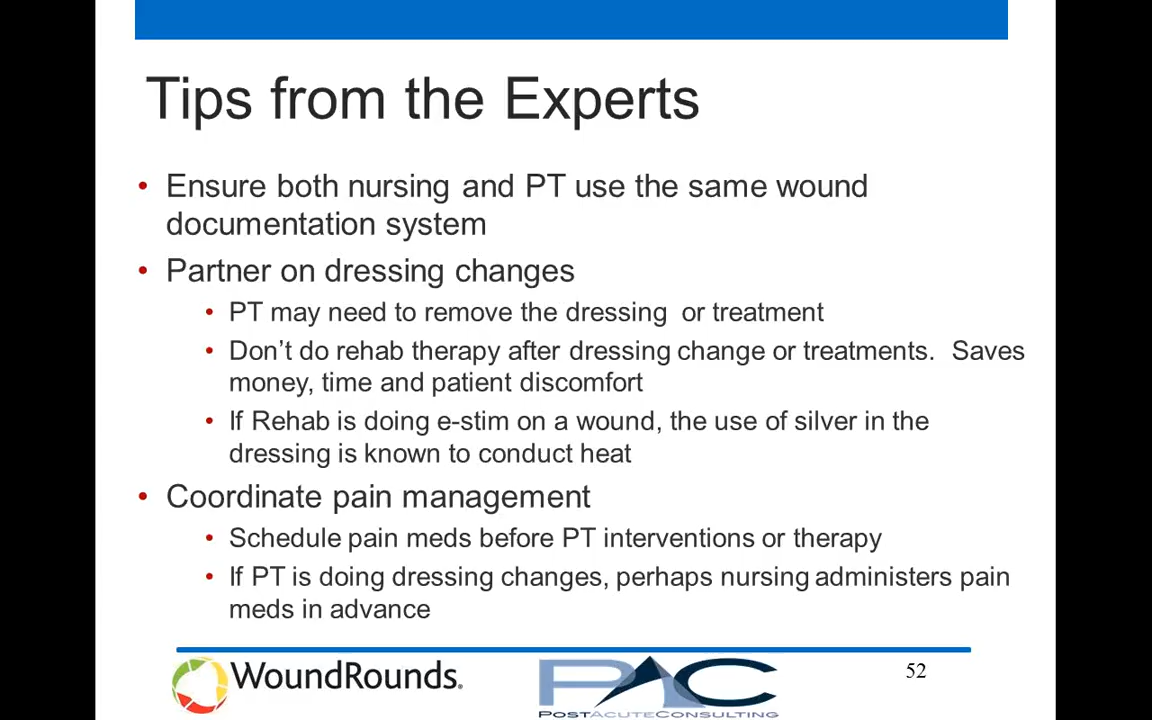 Tips from the Experts
• Ensure both nursing and PT use the same wound
documentation system
• Partner on dressing changes
• PT may need to remove the dressing  or treatment
• Don’t do rehab therapy after dressing change or treatments.  Saves
money, time and patient discomfort
• If Rehab is doing e-stim on a wound, the use of silver in the
dressing is known to conduct heat
• Coordinate pain management
• Schedule pain meds before PT interventions or therapy
• If PT is doing dressing changes, perhaps nursing administers pain
meds in advance
WoundRounds.
PAC
POSTACUTECONSULTING
52